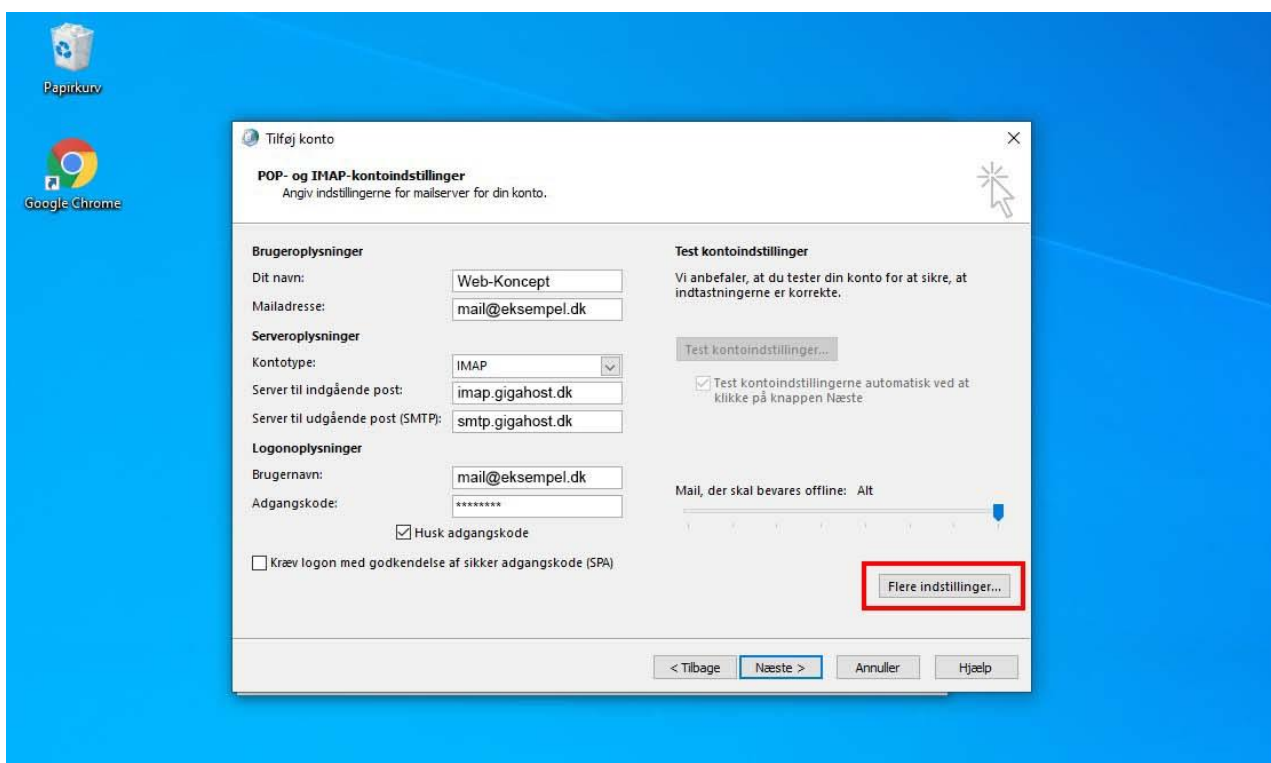 Papirkurv
Google Chrome
Tilføj konto
POP- og IMAP-kontoindstillinger
Angiv indstillingerne for mailserver for din konto.
Brugeroplysninger
Dit navn:
Web-Koncept
Mailadresse:
mail@eksempel.dk
Serveroplysninger
Kontotype:
IMAP
Server til indgående post:
imap.gigahost.dk
Server til udgående post (SMTP):
smtp.gigahost.dk
Logonoplysninger
Brugernavn:
mail@eksempel.dk
Adgangskode:
********
Husk adgangskode
Kræv logon med godkendelse af sikker adgangskode (SPA)
Test kontoindstillinger
Vi anbefaler, at du tester din konto for at sikre, at
indtastningerne er korrekte.
Test kontoindstillinger...
Test kontoindstillingerne automatisk ved at
klikke på knappen Næste
Mail, der skal bevares offline: Alt
Flere indstillinger...
< Tilbage
Næste >
Annuller
Hjælp